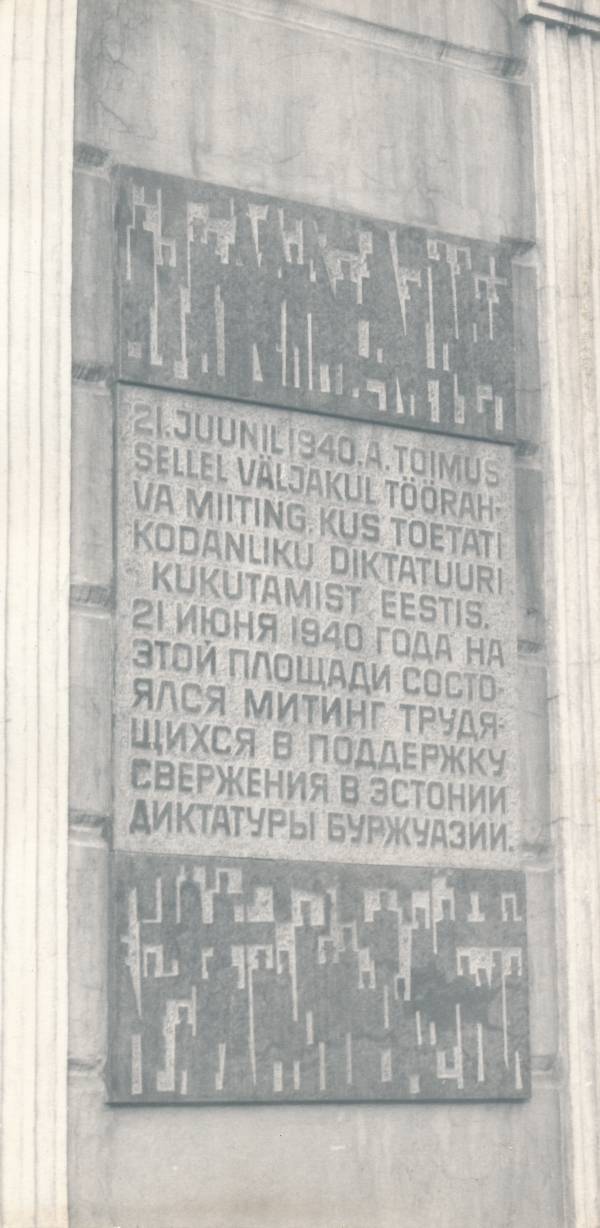 21. JUUNIL 1940. A. TOIMUS
SELLEL VÄLJAKUL TÖÖRAH-
VA MIITING, KUS TOETATI
KODANLIKU DIKTATUURI
KUKUTAMIST EESTIS.
21 ИЮНЯ 1940 ГОДА НА
ЭТОЙ ПЛОЩАДИ СОСТО-
ЯЛСЯ МИТИНГ ТРУДЯ-
ЩИХСЯ В ПОДДЕРЖКУ
СВЕРЖЕНИЯ В ЭСТОНИИ
ДИКТАТУРЫ БУРЖУАЗИИ.